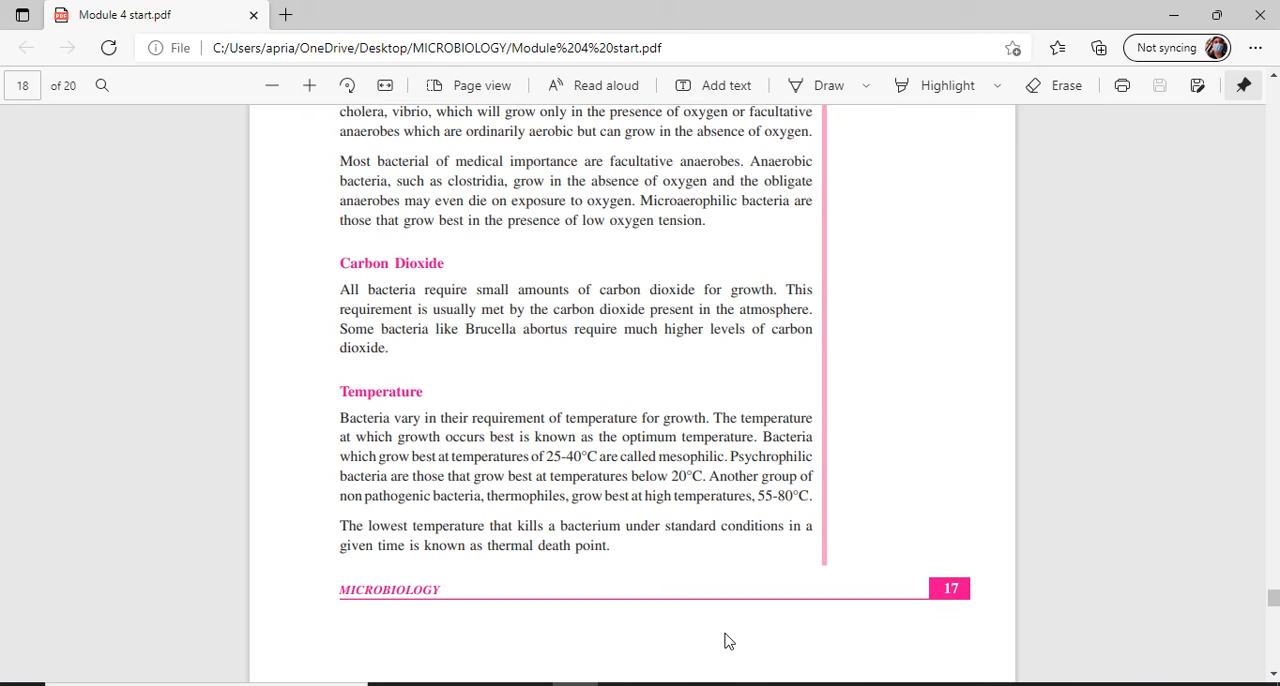 Module 4 start.pdf
File C:/Users/apria/OneDrive/Desktop/MICROBIOLOGY/Module%204%20start.pdf
Not syncing
18 of 20
Page view
Read aloud
Add text
Draw
Highlight
Erase
cholera, vibrio, which will grow only in the presence of oxygen or facultative
anaerobes which are ordinarily aerobic but can grow in the absence of oxygen.
Most bacterial of medical importance are facultative anaerobes. Anaerobic
bacteria, such as clostridia, grow in the absence of oxygen and the obligate
anaerobes may even die on exposure to oxygen. Microaerophilic bacteria are
those that grow best in the presence of low oxygen tension.
Carbon Dioxide
All bacteria require small amounts of carbon dioxide for growth. This
requirement is usually met by the carbon dioxide present in the atmosphere.
Some bacteria like Brucella abortus require much higher levels of carbon
dioxide.
Temperature
Bacteria vary in their requirement of temperature for growth. The temperature
at which growth occurs best is known as the optimum temperature. Bacteria
which grow best at temperatures of 25-40°C are called mesophilic. Psychrophilic
bacteria are those that grow best at temperatures below 20°C. Another group of
non pathogenic bacteria, thermophiles, grow best at high temperatures, 55-80°C.
The lowest temperature that kills a bacterium under standard conditions in a
given time is known as thermal death point.
MICROBIOLOGY
17